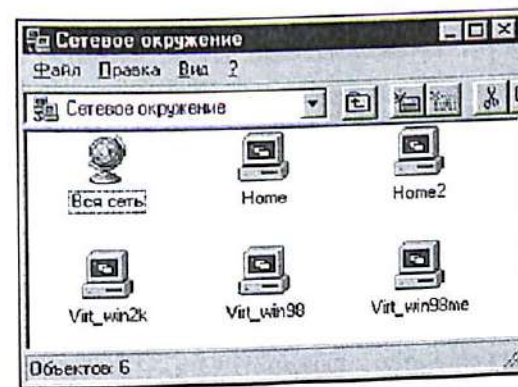 Сетевое окружение
Файл Правка Вид ?
Сетевое окружение
Вся сеть
Home
Home2
Virt_win2k
Virt_win98
Virt_win98me
Объектов: 6